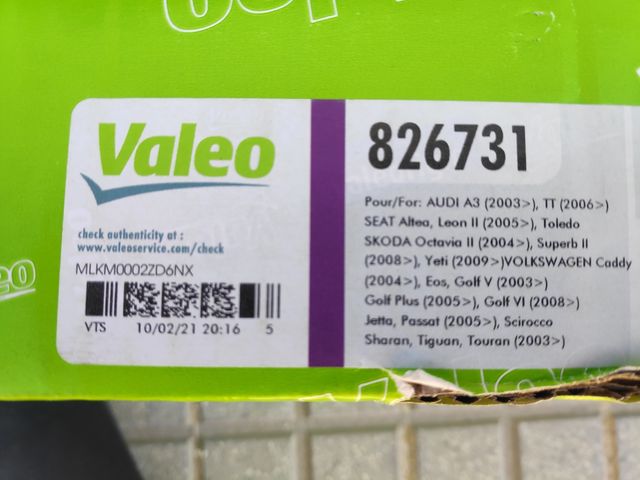 Valeo
check authenticity at :
www.valeoservice.com/check
MLKM0002ZD6NX
VTS 10/02/21 20:16 5
826731
Pour/For: AUDI A3 (2003>), TT (2006>)
SEAT Altea, Leon II (2005>), Toledo
SKODA Octavia II (2004>), Superb II
(2008>), Yeti (2009>)VOLKSWAGEN Caddy
(2004>), Eos, Golf V (2003>)
Golf Plus (2005>), Golf VI (2008>)
Jetta, Passat (2005>), Scirocco
Sharan, Tiguan, Touran (2003>)